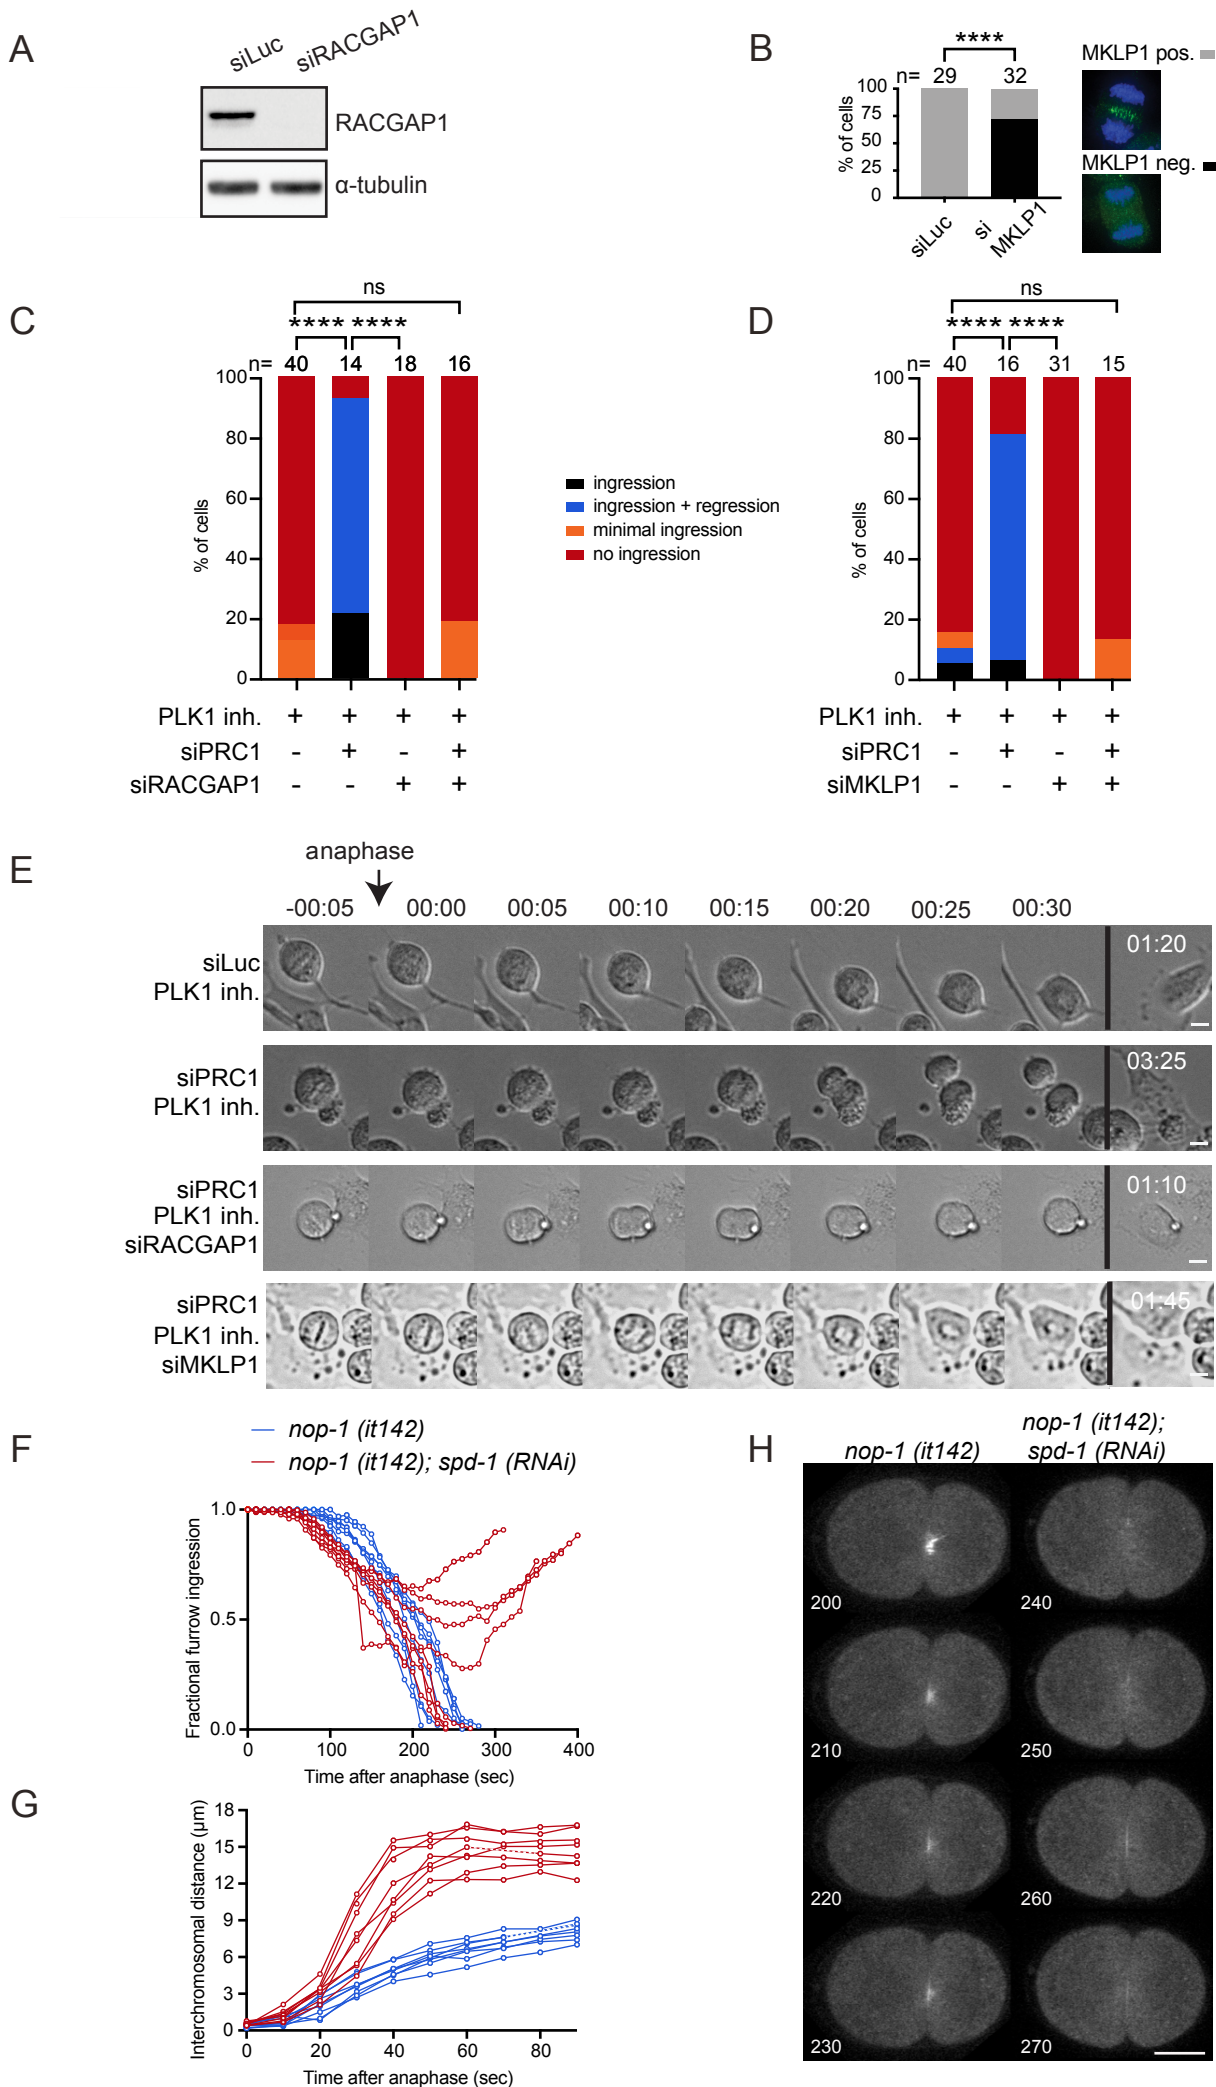 A
siLuc
siRACGAP1
RACGAP1
α-tubulin
B
****
n= 29 32
100
75
50
25
0
% of cells
siLuc
si
MKLP1
MKLP1 pos.
MKLP1 neg.
C
ns
**** ****
n= 40 14 18 16
100
80
60
40
20
0
% of cells
PLK1 inh. + + + +
siPRC1 - + - +
siRACGAP1 - - + +
ingression
ingression + regression
minimal ingression
no ingression
D
ns
**** ****
n= 40 16 31 15
100
80
60
40
20
0
% of cells
PLK1 inh. + + + +
siPRC1 - + - +
siMKLP1 - - + +
E
anaphase
-00:05 00:00 00:05 00:10 00:15 00:20 00:25 00:30
siLuc
PLK1 inh.
01:20
siPRC1
PLK1 inh.
03:25
siPRC1
PLK1 inh.
siRACGAP1
01:10
siPRC1
PLK1 inh.
siMKLP1
01:45
F
nop-1 (it142)
nop-1 (it142); spd-1 (RNAi)
1.0
0.5
0.0
Fractional furrow ingression
0 100 200 300 400
Time after anaphase (sec)
G
18
15
12
9
6
3
0
Interchromosomal distance (µm)
0 20 40 60 80
Time after anaphase (sec)
H
nop-1 (it142)
nop-1 (it142);
spd-1 (RNAi)
200 240
210 250
220 260
230 270